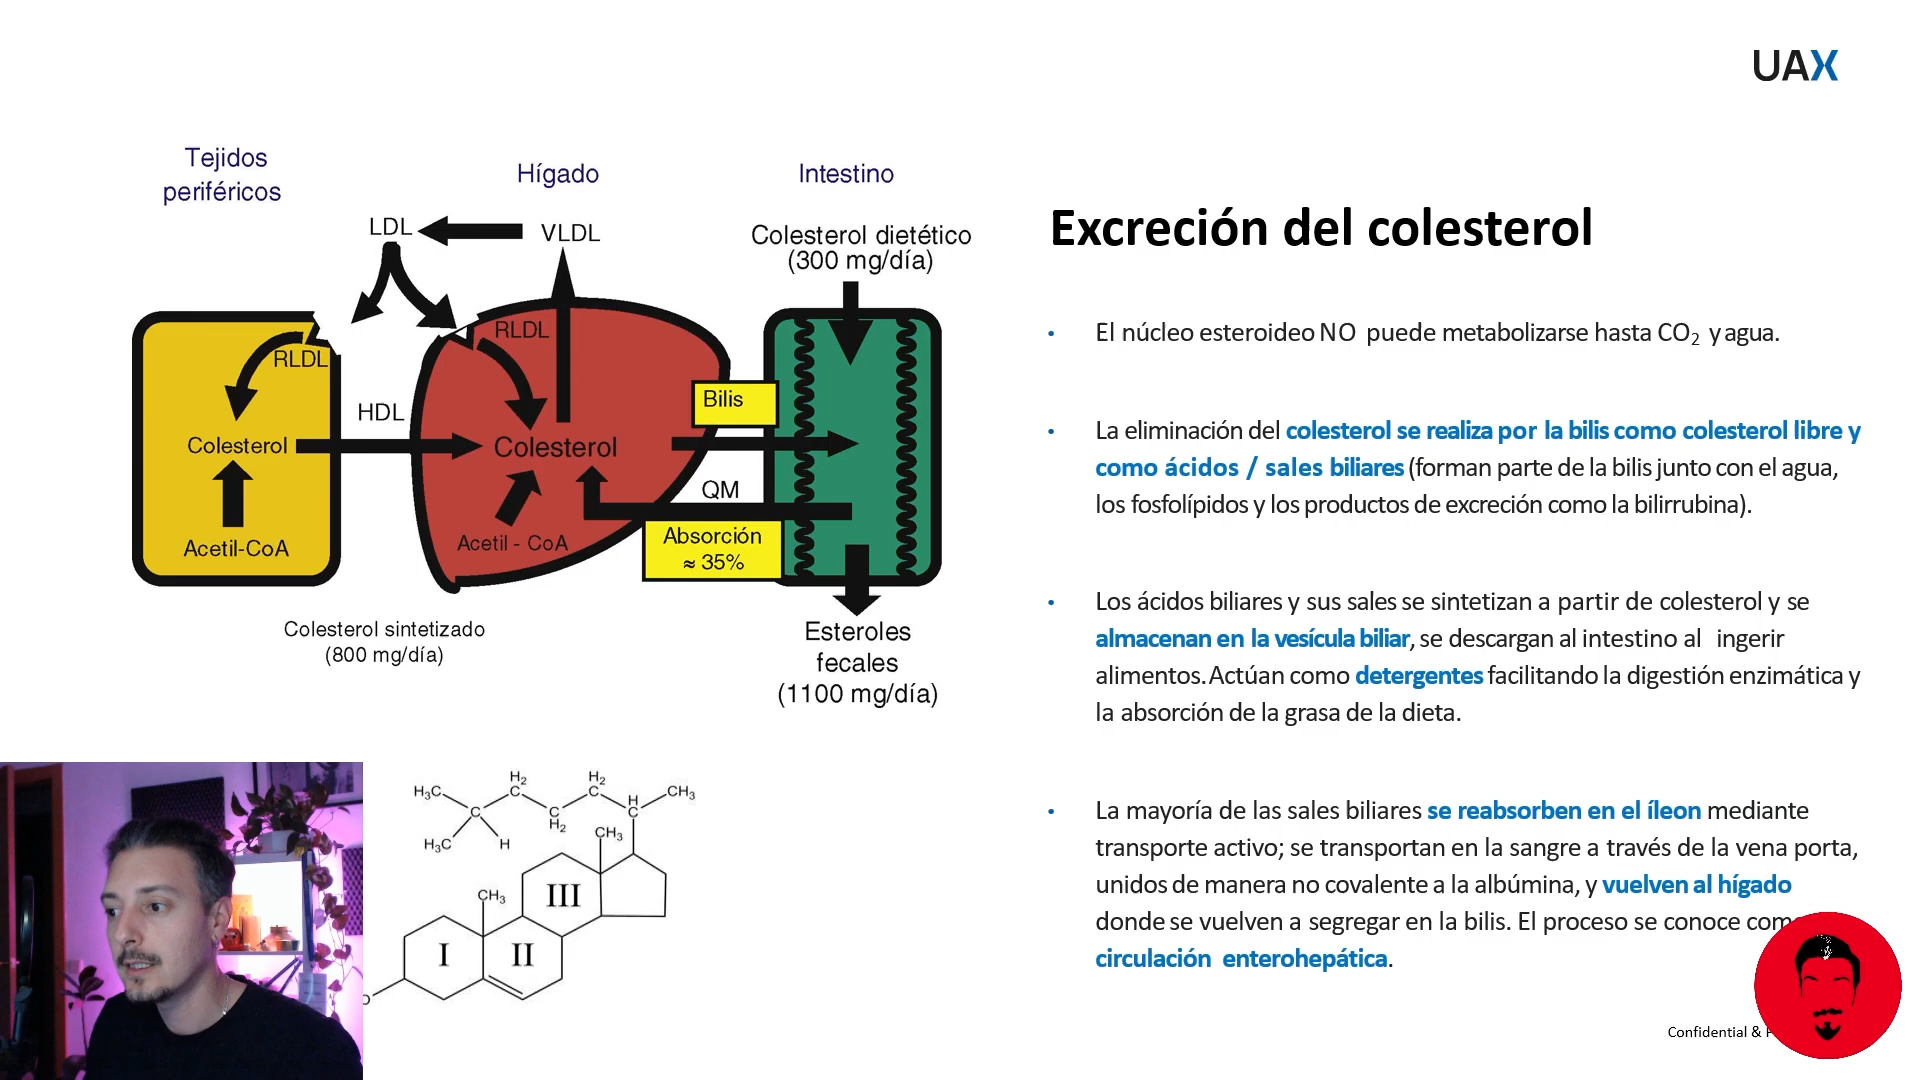 UAX
Tejidos
periféricos
Hígado
Intestino
LDL
VLDL
Colesterol dietético
(300 mg/día)
RLDL
RLDL
HDL
Bilis
Colesterol
Colesterol
QM
Absorción
≈ 35%
Acetil-CoA
Acetil - CoA
Colesterol sintetizado
(800 mg/día)
Esteroles
fecales
(1100 mg/día)
Excreción del colesterol
• El núcleo esteroideo NO puede metabolizarse hasta CO2 y agua.
• La eliminación del colesterol se realiza por la bilis como colesterol libre y
como ácidos / sales biliares (forman parte de la bilis junto con el agua,
los fosfolípidos y los productos de excreción como la bilirrubina).
• Los ácidos biliares y sus sales se sintetizan a partir de colesterol y se
almacenan en la vesícula biliar, se descargan al intestino al ingerir
alimentos. Actúan como detergentes facilitando la digestión enzimática y
la absorción de la grasa de la dieta.
• La mayoría de las sales biliares se reabsorben en el íleon mediante
transporte activo; se transportan en la sangre a través de la vena porta,
unidos de manera no covalente a la albúmina, y vuelven al hígado
donde se vuelven a segregar en la bilis. El proceso se conoce como
circulación enterohepática.
H3C
H2
C
H2
C
H
CH3
C
C
H2
C
C
H3C
H
CH3
CH3
III
I
II
Confidential &